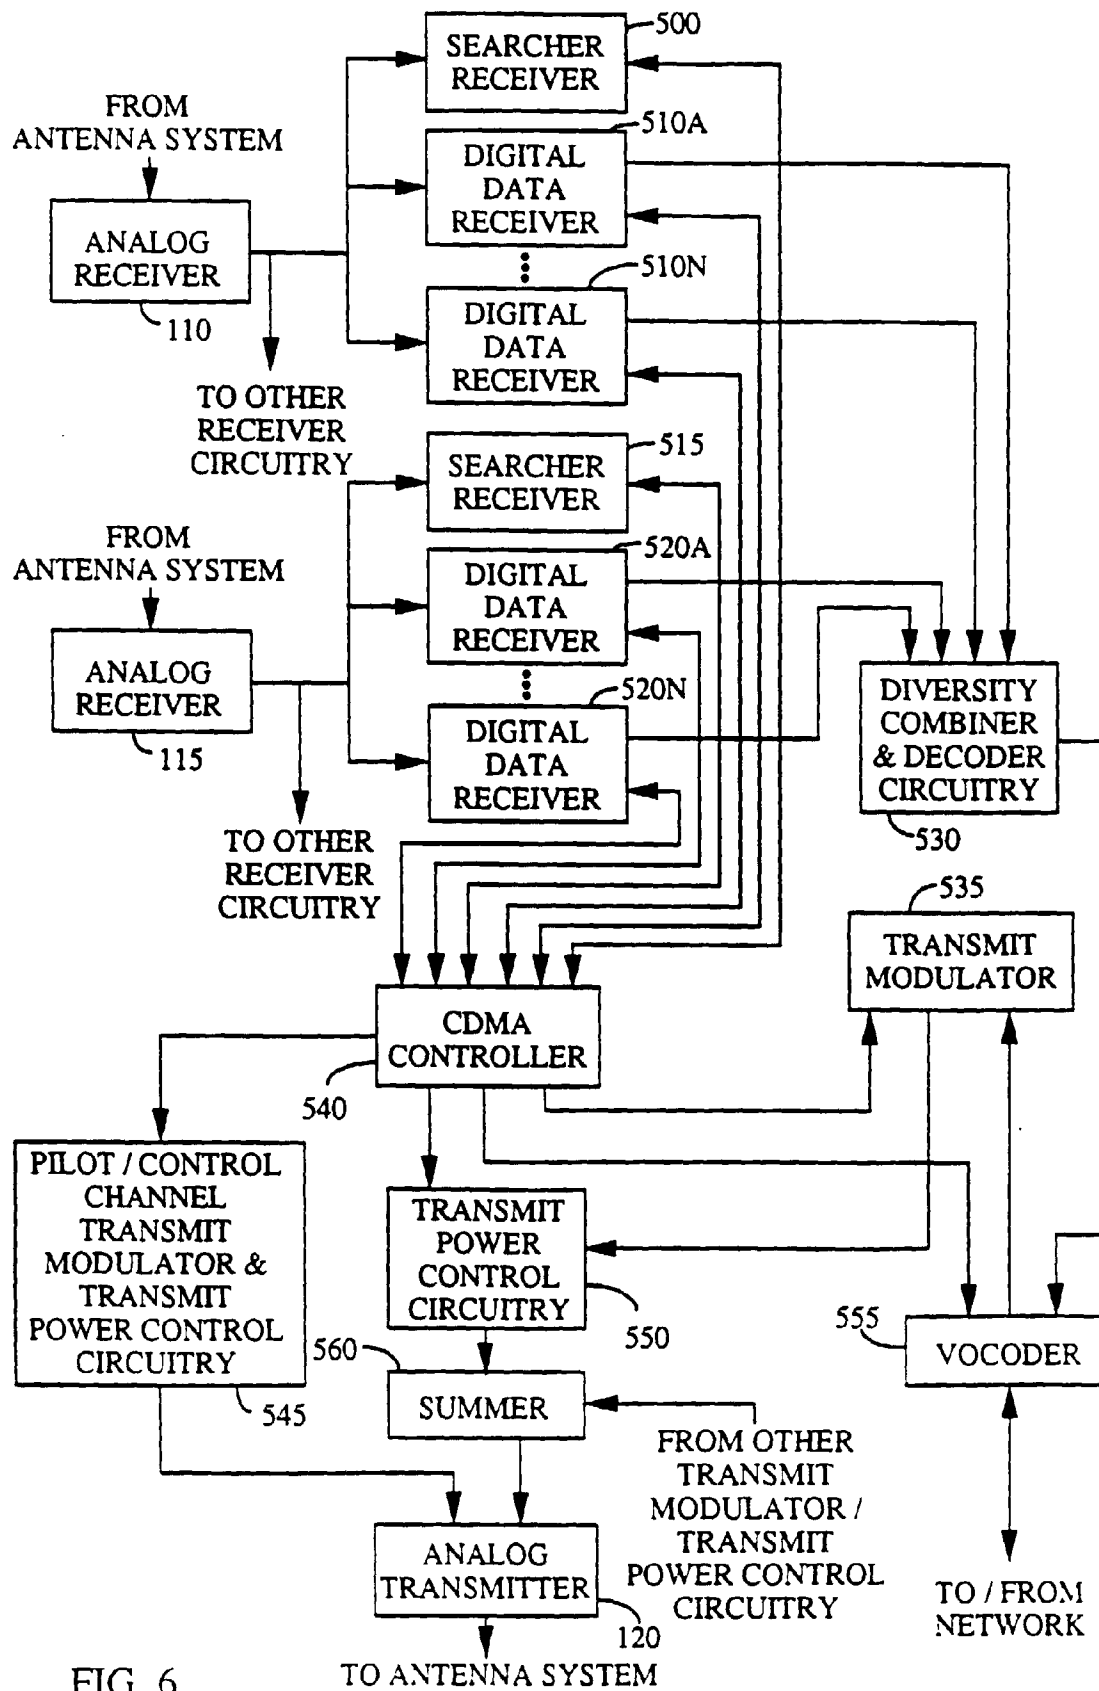 500
SEARCHER
RECEIVER
FROM
ANTENNA SYSTEM
510A
DIGITAL
DATA
RECEIVER
ANALOG
RECEIVER
110
510N
DIGITAL
DATA
RECEIVER
TO OTHER
RECEIVER
CIRCUITRY
515
SEARCHER
RECEIVER
FROM
ANTENNA SYSTEM
520A
DIGITAL
DATA
RECEIVER
ANALOG
RECEIVER
115
520N
DIGITAL
DATA
RECEIVER
DIVERSITY
COMBINER
& DECODER
CIRCUITRY
530
TO OTHER
RECEIVER
CIRCUITRY
535
TRANSMIT
MODULATOR
CDMA
CONTROLLER
540
PILOT / CONTROL
CHANNEL
TRANSMIT
MODULATOR &
TRANSMIT
POWER CONTROL
CIRCUITRY
545
TRANSMIT
POWER
CONTROL
CIRCUITRY
550
555
VOCODER
560
SUMMER
FROM OTHER
TRANSMIT
MODULATOR /
TRANSMIT
POWER CONTROL
CIRCUITRY
ANALOG
TRANSMITTER
120
TO / FROM
NETWORK
TO ANTENNA SYSTEM
FIG. 6